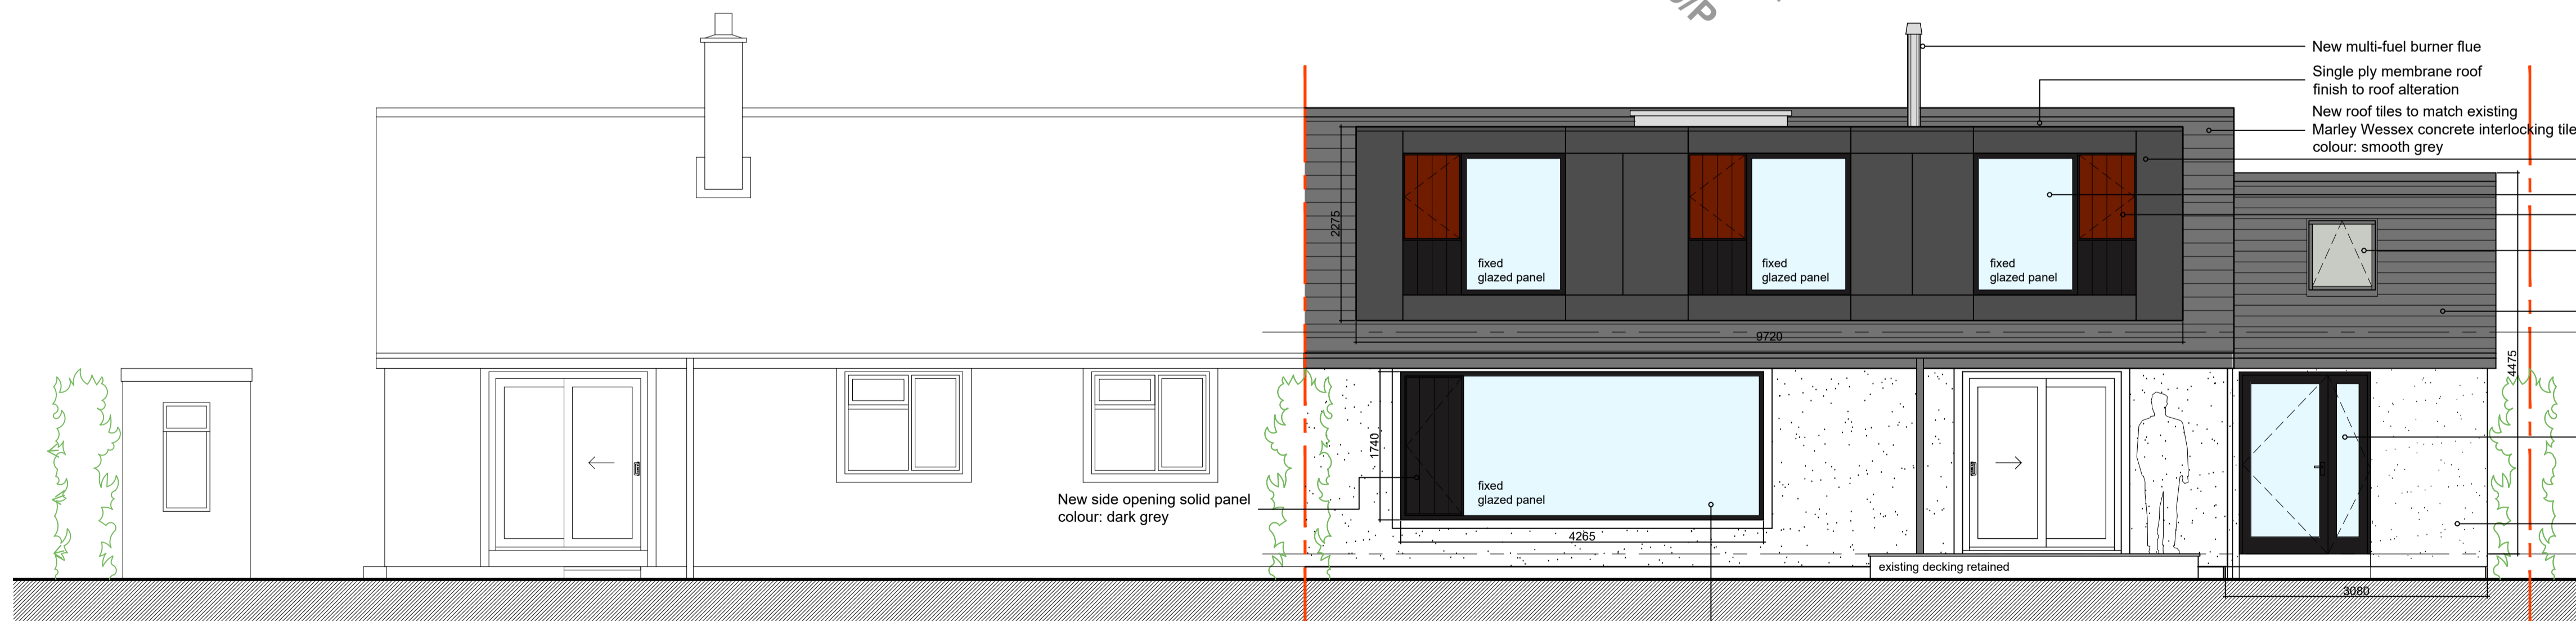 New multi-fuel burner flue
Single ply membrane roof
finish to roof alteration
New roof tiles to match existing
Marley Wessex concrete interlocking tile
colour: smooth grey
2275
fixed
glazed panel
fixed
glazed panel
fixed
glazed panel
9720
4475
1740
fixed
glazed panel
New side opening solid panel
colour: dark grey
4265
existing decking retained
3080